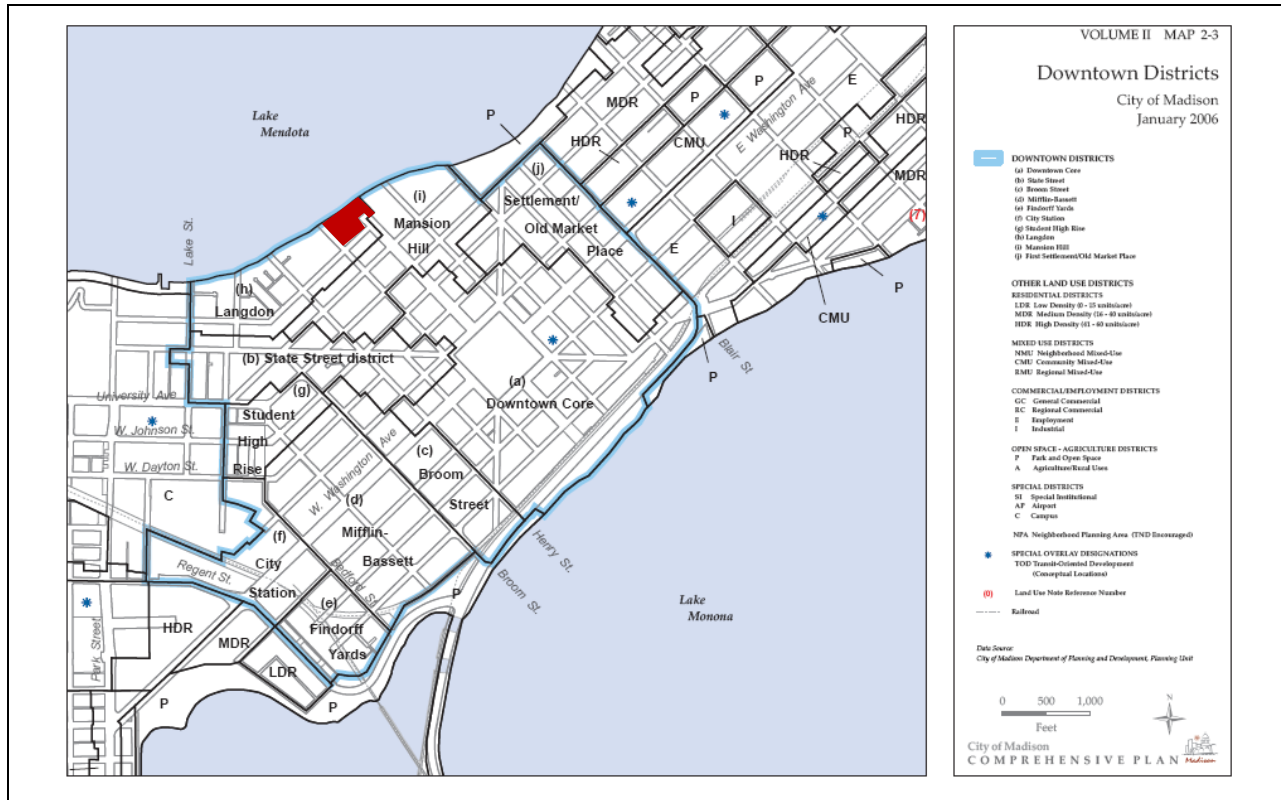 Lake
Mendota
Lake St.
P
MDR
P
P
E
HDR
CMU
E Washington Ave
P
HDR
HDR
MDR
(j)
Settlement/
Old Market
Place
(i)
Mansion
Hill
E
I
P
CMU
(h)
Langdon
(b) State Street district
(a)
Downtown Core
Blair St
P
University Ave
W. Johnson St.
W. Dayton St.
C
(g)
Student
High
Rise
W. Washington Ave
(c)
Broom
Street
(d)
Mifflin-
Bassett
(f)
City
Station
Regent St.
Bedford St
(e)
Findorff
Yards
Henry St.
Broom St.
P
Lake
Monona
Park Street
HDR
MDR
LDR
P
P
VOLUME II MAP 2-3
Downtown Districts
City of Madison
January 2006
DOWNTOWN DISTRICTS
(a) Downtown Core
(b) State Street
(c) Broom Street
(d) Mifflin-Bassett
(e) Findorff Yards
(f) City Station
(g) Student High Rise
(h) Langdon
(i) Mansion Hill
(j) First Settlement/Old Market Place
OTHER LAND USE DISTRICTS
RESIDENTIAL DISTRICTS
LDR Low Density (0 - 15 units/acre)
MDR Medium Density (16 - 40 units/acre)
HDR High Density (41 - 60 units/acre)
MIXED USE DISTRICTS
NMU Neighborhood Mixed-Use
CMU Community Mixed-Use
RMU Regional Mixed-Use
COMMERCIAL/EMPLOYMENT DISTRICTS
GC General Commercial
RC Regional Commercial
E Employment
I Industrial
OPEN SPACE - AGRICULTURE DISTRICTS
P Park and Open Space
A Agriculture/Rural Uses
SPECIAL DISTRICTS
SI Special Institutional
AP Airport
C Campus
NPA Neighborhood Planning Area (TND Encouraged)
SPECIAL OVERLAY DESIGNATIONS
TOD Transit-Oriented Development
(Conceptual Locations)
(0) Land Use Note Reference Number
Railroad
Data Source:
City of Madison Department of Planning and Development, Planning Unit
0 500 1,000
Feet
N
City of Madison
COMPREHENSIVE PLAN
Madison